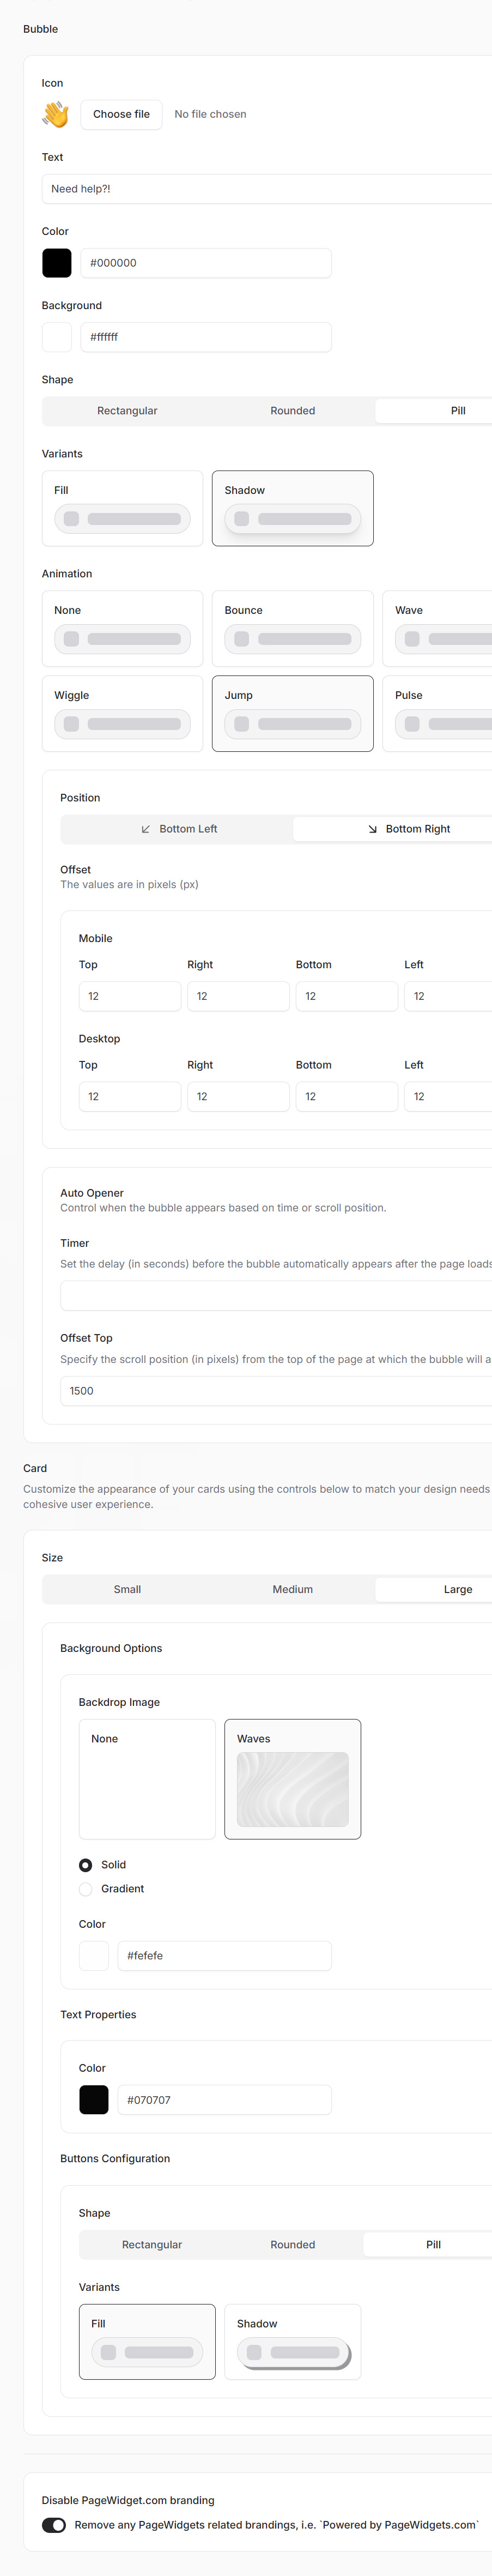 Bubble
Icon
Choose file No file chosen
Text
Need help?!
Color
#000000
Background
#ffffff
Shape
Rectangular Rounded Pill
Variants
Fill Shadow
Animation
None Bounce Wave
Wiggle Jump Pulse
Position
Bottom Left Bottom Right
Offset
The values are in pixels (px)
Mobile
Top Right Bottom Left
12 12 12 12
Desktop
Top Right Bottom Left
12 12 12 12
Auto Opener
Control when the bubble appears based on time or scroll position.
Timer
Set the delay (in seconds) before the bubble automatically appears after the page loads
Offset Top
Specify the scroll position (in pixels) from the top of the page at which the bubble will a
1500
Card
Customize the appearance of your cards using the controls below to match your design needs
cohesive user experience.
Size
Small Medium Large
Background Options
Backdrop Image
None Waves
Solid
Gradient
Color
#fefefe
Text Properties
Color
#070707
Buttons Configuration
Shape
Rectangular Rounded Pill
Variants
Fill Shadow
Disable PageWidget.com branding
Remove any PageWidgets related brandings, i.e. `Powered by PageWidgets.com`